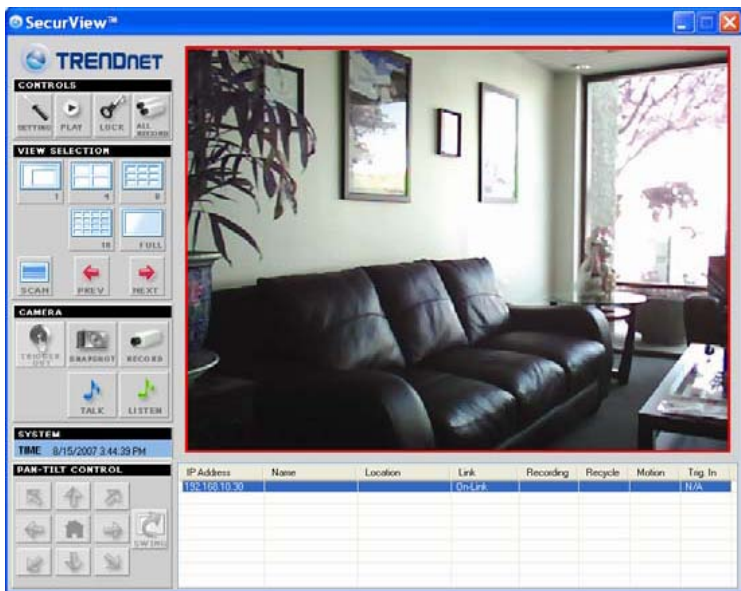 SecurView™
TRENDNET
CONTROLS
SETTING PLAY LOCK ALL RECORD
VIEW SELECTION
1 4 9
16 FULL
SCAN PREV NEXT
CAMERA
TRIGGER OUT SNAPSHOT RECORD
TALK LISTEN
SYSTEM
TIME 8/15/2007 3:44:39 PM
PAN-TILT CONTROL
SWING
IP Address Name Location Link Recording Recycle Motion Trig. In
192.168.10.30 On-Link N/A